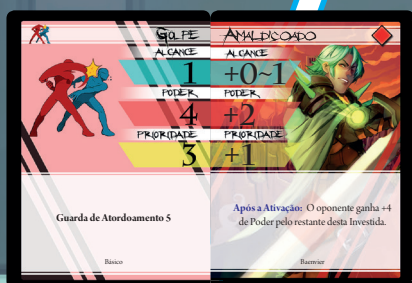 GOLPE
AMALDIÇOADO
ALCANCE
1
ALCANCE
+0~1
PODER
4
PODER
+2
PRIORIDADE
3
PRIORIDADE
+1
Guarda de Atordoamento 5
Após a Ativação: O oponente ganha +4
de Poder pelo restante desta Investida.
Básico
Baenvier